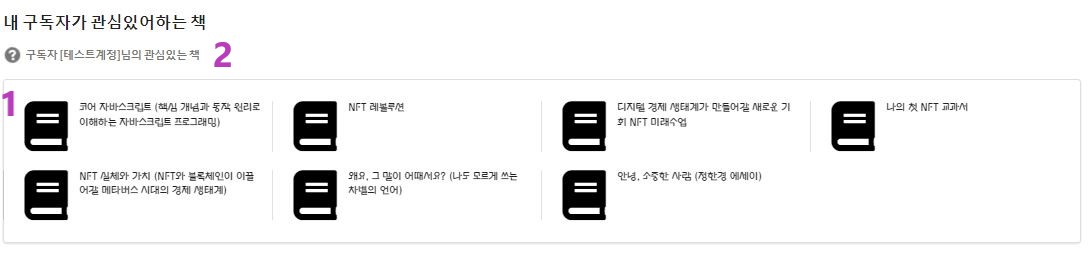 내 구독자가 관심있어하는 책
? 구독자 [테스트계정]님의 관심있는 책 2
1
코어 자바스크립트 (핵심 개념과 동작 원리로
이해하는 자바스크립트 프로그래밍)
NFT 레볼루션
디지털 경제 생태계가 만들어갈 새로운 기
회 NFT 미래수업
나의 첫 NFT 교과서
NFT 실체와 가치 (NFT와 블록체인이 이끌
어갈 메타버스 시대의 경제 생태계)
왜요, 그 말이 어때서요? (나도 모르게 쓰는
차별의 언어)
안녕, 소중한 사람 (정한경 에세이)